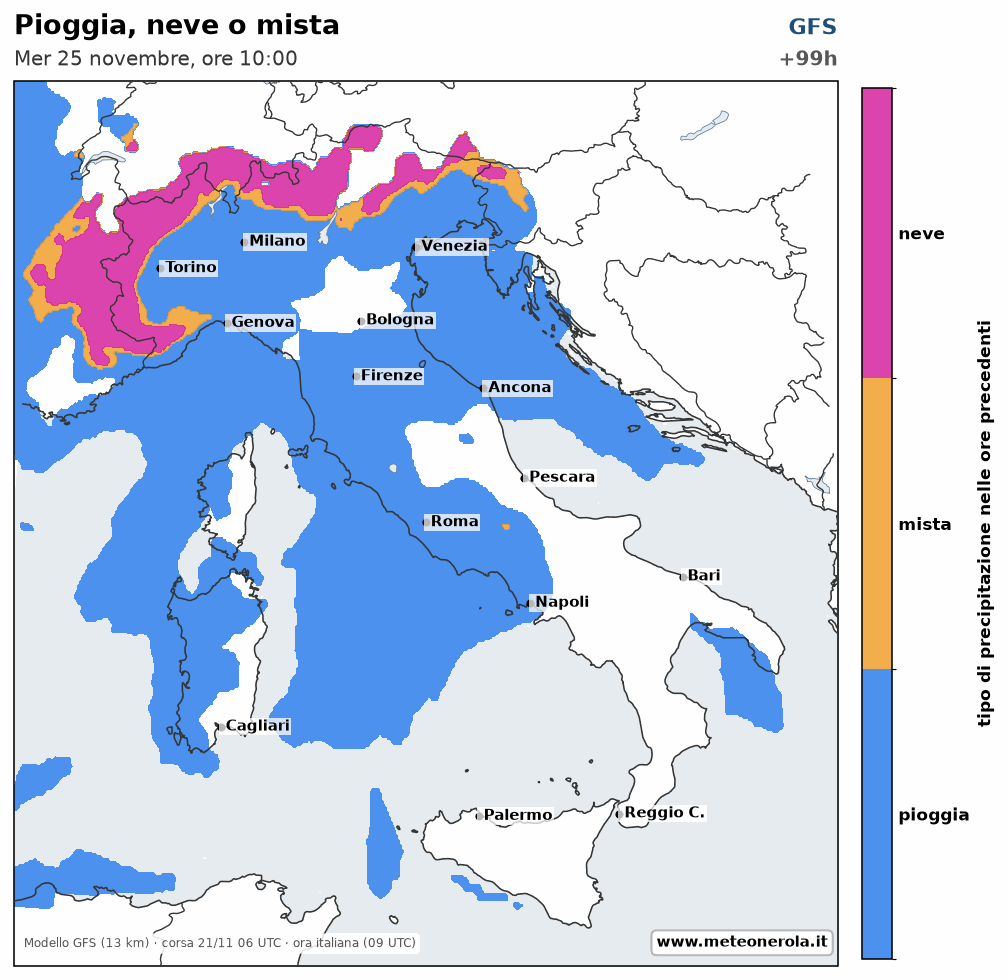 Pioggia, neve o mista
GFS
Mer 25 novembre, ore 10:00
+99h
neve
mista
pioggia
tipo di precipitazione nelle ore precedenti
Milano
Venezia
Torino
Genova
Bologna
Firenze
Ancona
Pescara
Roma
Bari
Napoli
Cagliari
Palermo
Reggio C.
Modello GFS (13 km) · corsa 21/11 06 UTC · ora italiana (09 UTC)
www.meteonerola.it